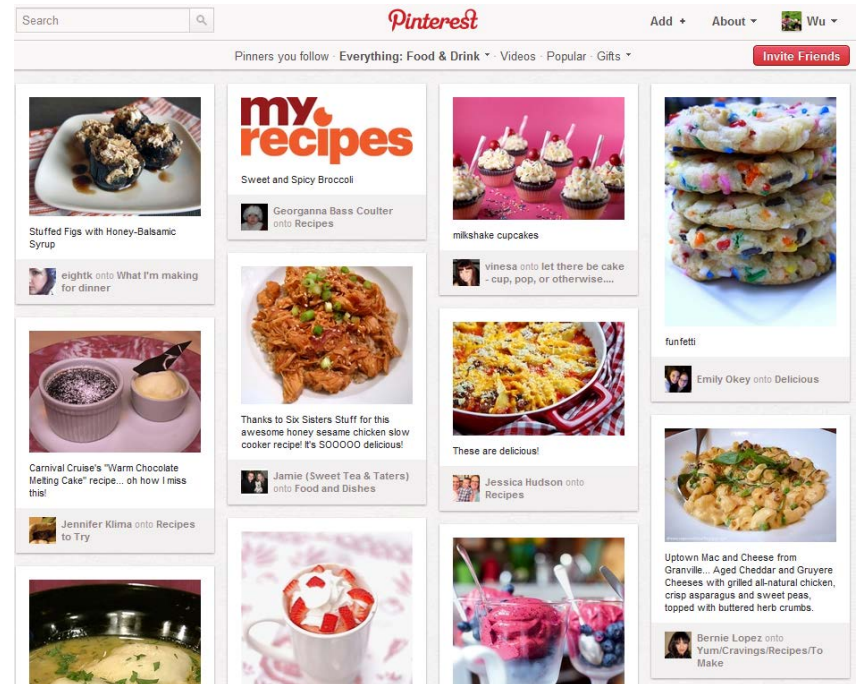 Search
Pinterest
Add +
About
Wu
Pinners you follow · Everything: Food & Drink · Videos · Popular · Gifts
Invite Friends
Stuffed Figs with Honey-Balsamic
Syrup
eightk onto What I'm making
for dinner
Carnival Cruise's "Warm Chocolate
Melting Cake" recipe... oh how I miss
this!
Jennifer Klima onto Recipes
to Try
my
recipes
Sweet and Spicy Broccoli
Georganna Bass Coulter
onto Recipes
Thanks to Six Sisters Stuff for this
awesome honey sesame chicken slow
cooker recipe! It's SOOOOO delicious!
Jamie (Sweet Tea & Taters)
onto Food and Dishes
milkshake cupcakes
vinesa onto let there be cake
- cup, pop, or otherwise....
These are delicious!
Jessica Hudson onto
Recipes
funfetti
Emily Okey onto Delicious
Uptown Mac and Cheese from
Granville... Aged Cheddar and Gruyere
Cheeses with grilled all-natural chicken,
crisp asparagus and sweet peas,
topped with buttered herb crumbs.
Bernie Lopez onto
Yum/Cravings/Recipes/To
Make